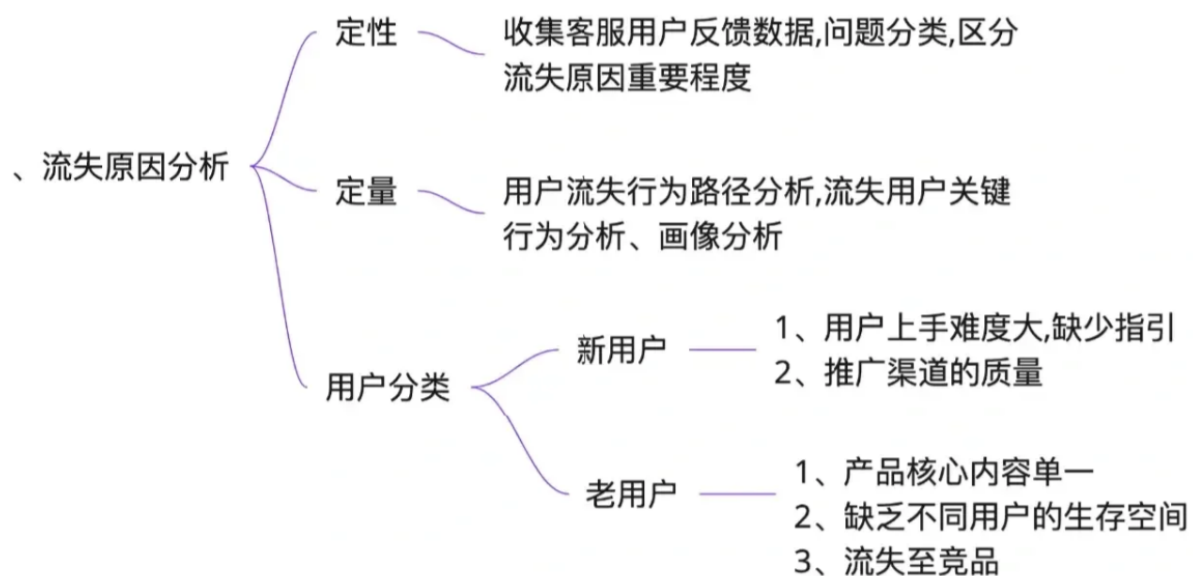 、流失原因分析
定性
收集客服用户反馈数据,问题分类,区分
流失原因重要程度
定量
用户流失行为路径分析,流失用户关键
行为分析、画像分析
用户分类
新用户
1、用户上手难度大,缺少指引
2、推广渠道的质量
老用户
1、产品核心内容单一
2、缺乏不同用户的生存空间
3、流失至竞品